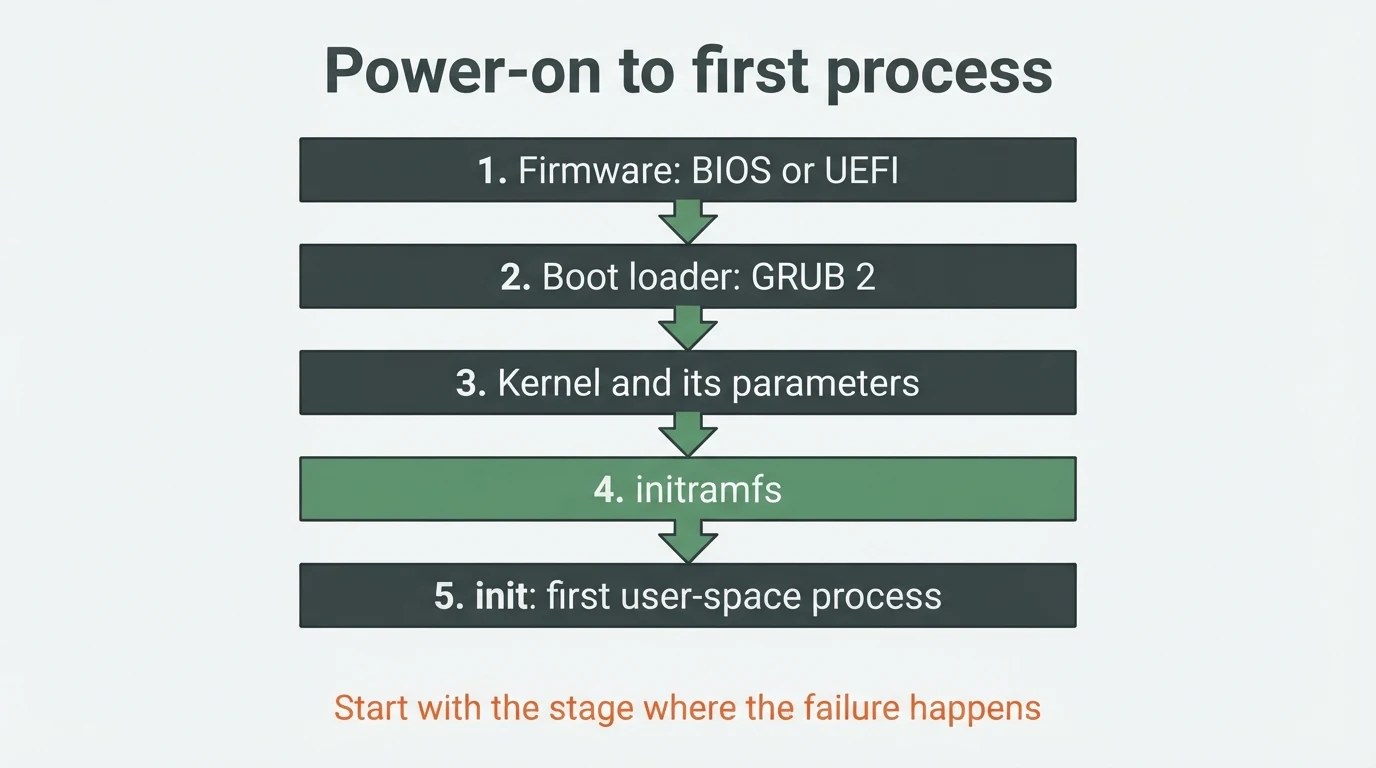 Power-on to first process
1. Firmware: BIOS or UEFI
2. Boot loader: GRUB 2
3. Kernel and its parameters
4. initramfs
5. init: first user-space process
Start with the stage where the failure happens